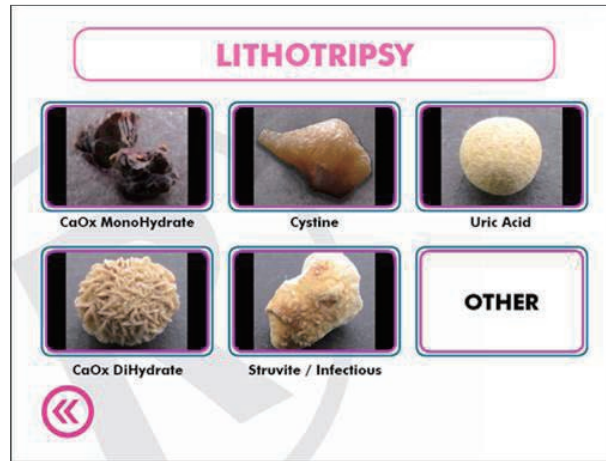 LITHOTRIPSY
CaOx MonoHydrate
Cystine
Uric Acid
CaOx DiHydrate
Struvite / Infectious
OTHER